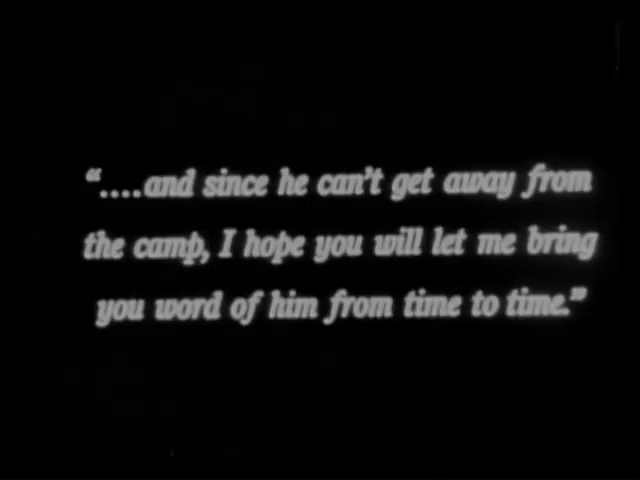 “....and since he can't get away from
the camp, I hope you will let me bring
you word of him from time to time.”